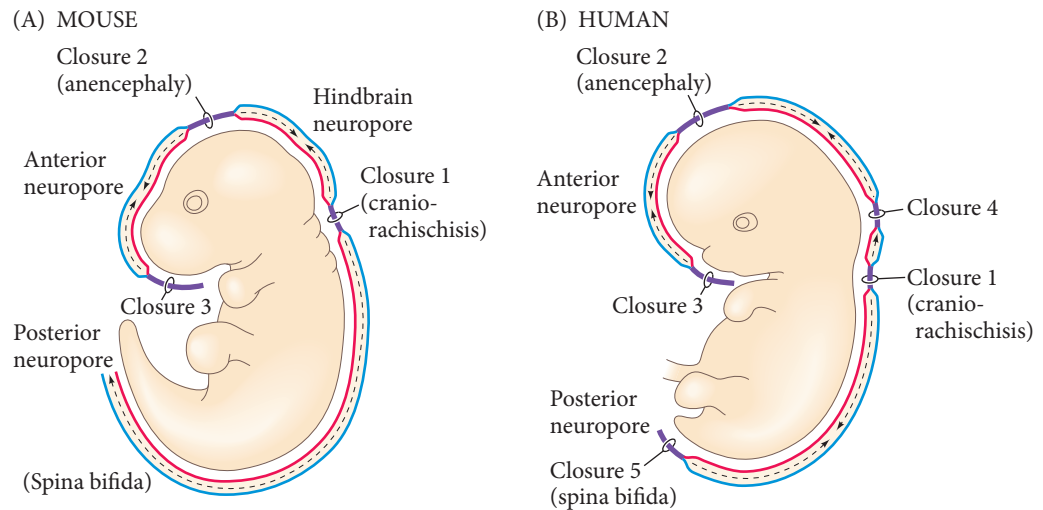 (A) MOUSE
Closure 2
(anencephaly)
Hindbrain
neuropore
Anterior
neuropore
Closure 1
(cranio-
rachischisis)
Closure 3
Posterior
neuropore
(Spina bifida)
(B) HUMAN
Closure 2
(anencephaly)
Anterior
neuropore
Closure 4
Closure 3
Closure 1
(cranio-
rachischisis)
Posterior
neuropore
Closure 5
(spina bifida)